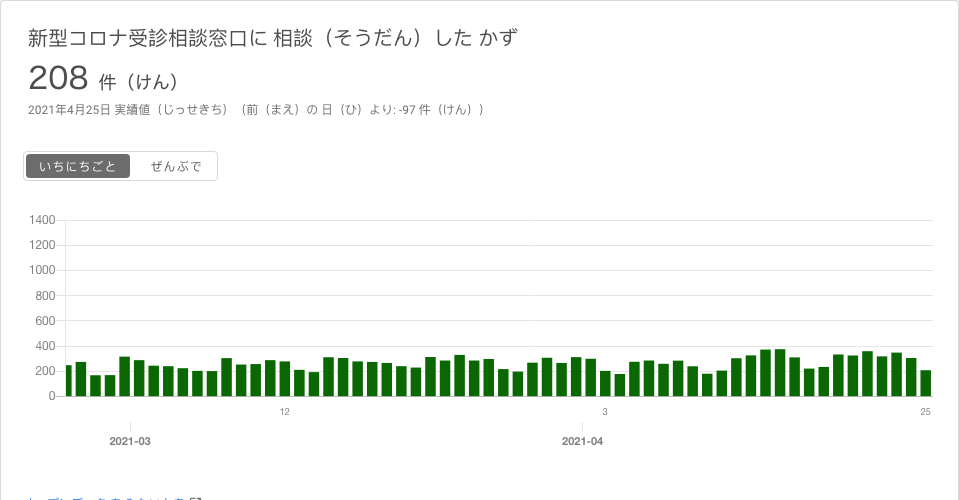 新型コロナ受診相談窓口に 相談（そうだん）した かず
208 件（けん）
2021年4月25日 実績値（じっせきち）（前（まえ）の 日（ひ）より: -97 件（けん））
いちにちごと ぜんぶで
1400
1200
1000
800
600
400
200
0
12 3 25
2021-03 2021-04